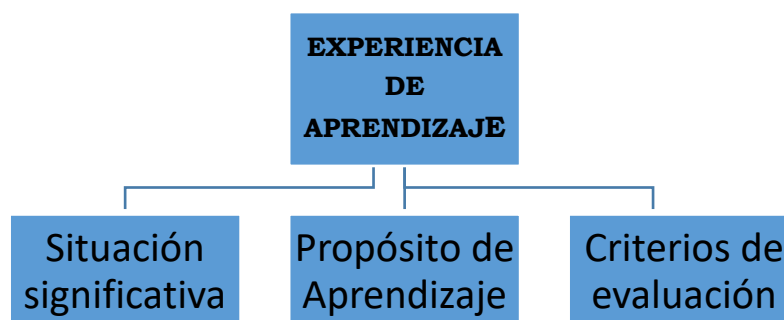 EXPERIENCIA
DE
APRENDIZAJE
Situación
significativa
Propósito de
Aprendizaje
Criterios de
evaluación